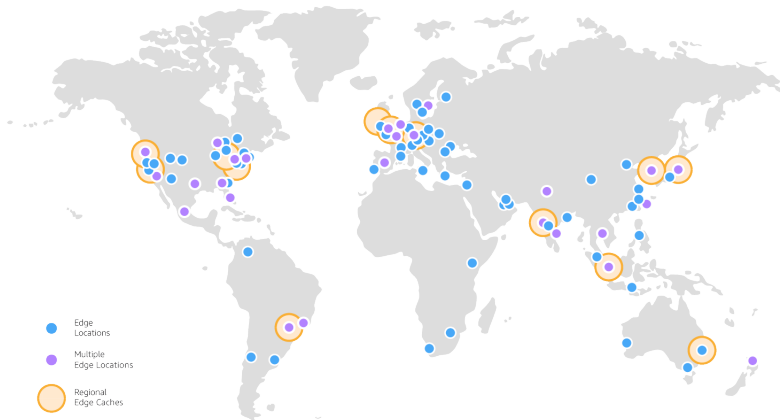 Edge
Locations
Multiple
Edge Locations
Regional
Edge Caches